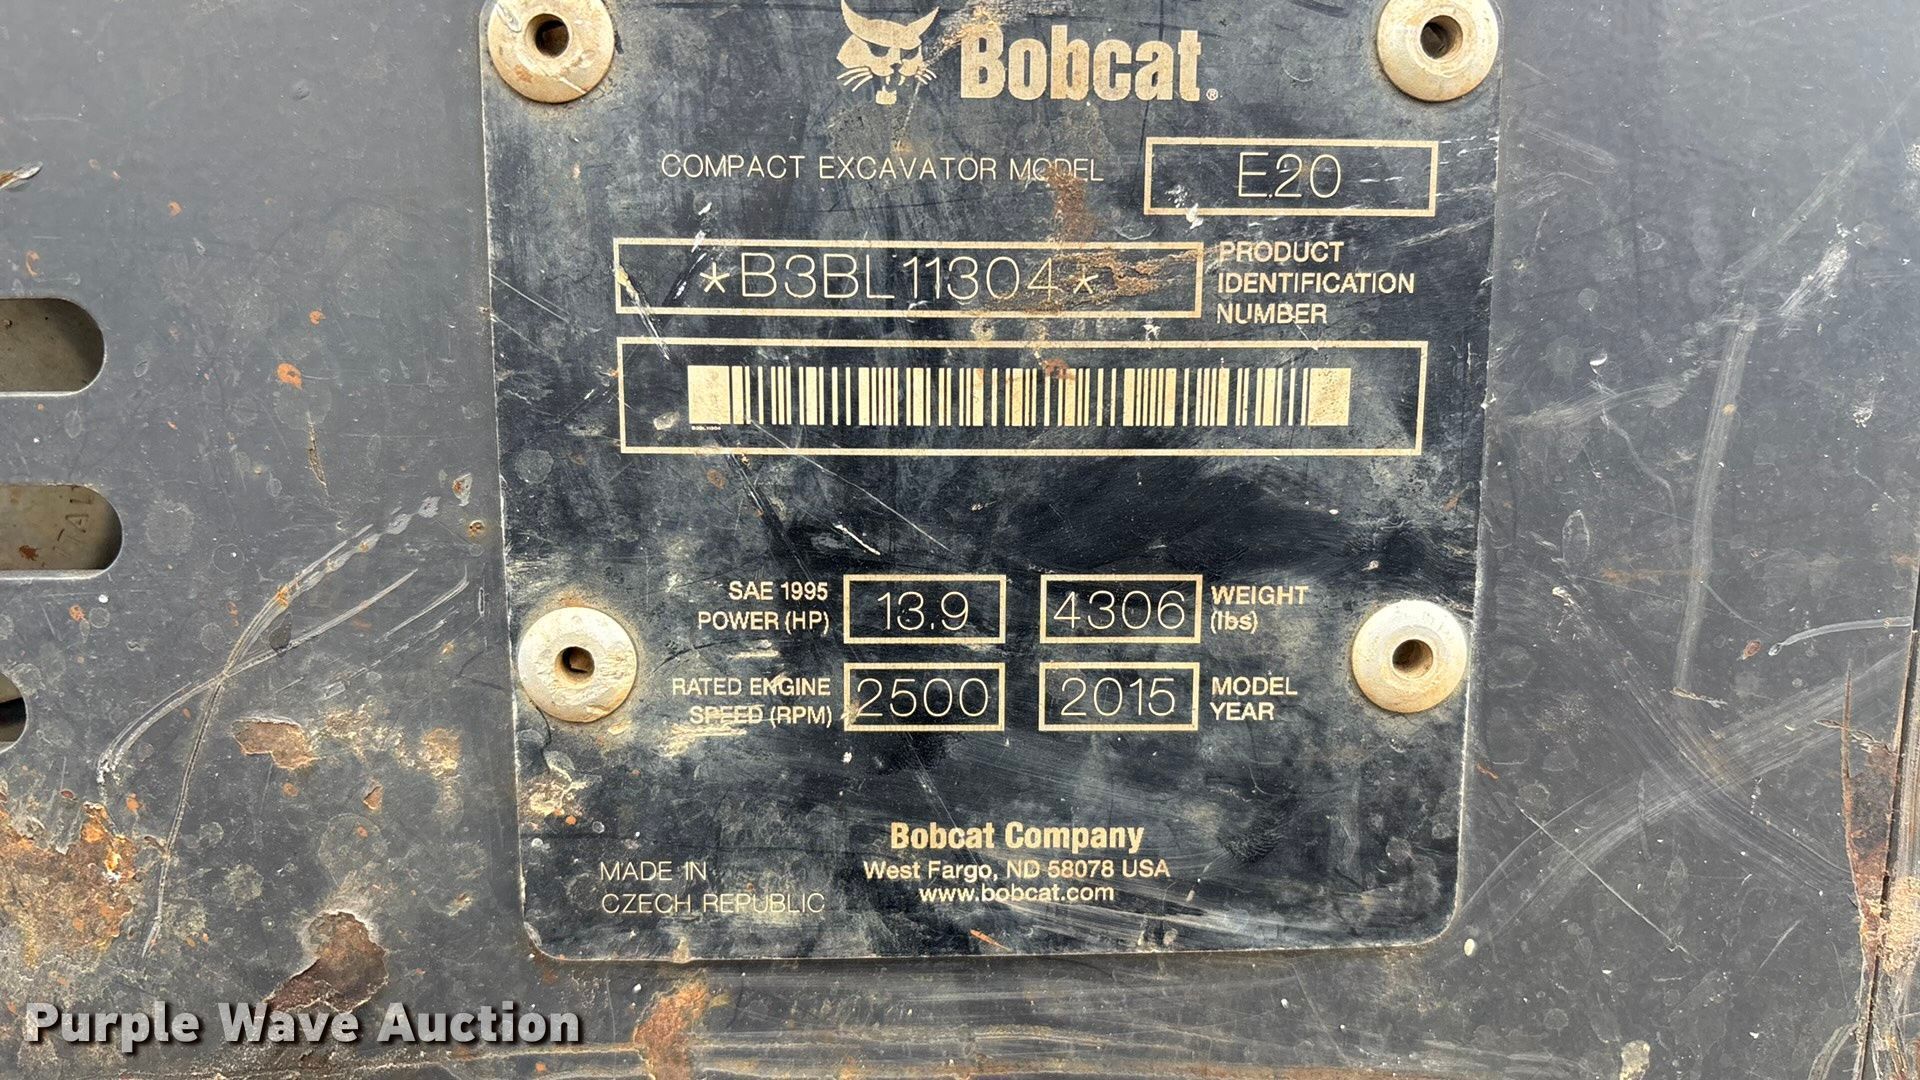 Bobcat®
COMPACT EXCAVATOR MODEL
E20
*B3BL11304*
PRODUCT
IDENTIFICATION
NUMBER
B3BL11304
SAE 1995
POWER (HP)
13.9
4306
WEIGHT
(lbs)
RATED ENGINE
SPEED (RPM)
2500
2015
MODEL
YEAR
Bobcat Company
West Fargo, ND 58078 USA
www.bobcat.com
MADE IN
CZECH REPUBLIC
Purple Wave Auction